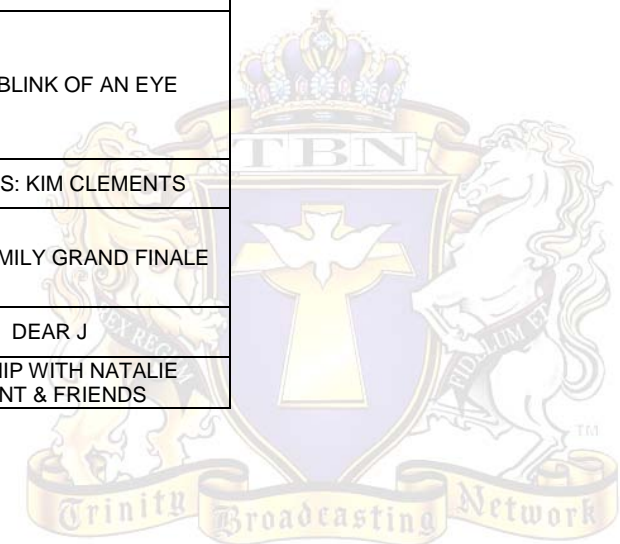 BLINK OF AN EYE
TBN
S: KIM CLEMENTS
MILY GRAND FINALE
DEAR J
HIP WITH NATALIE
NT & FRIENDS
TM
Trinity Broadcasting Network